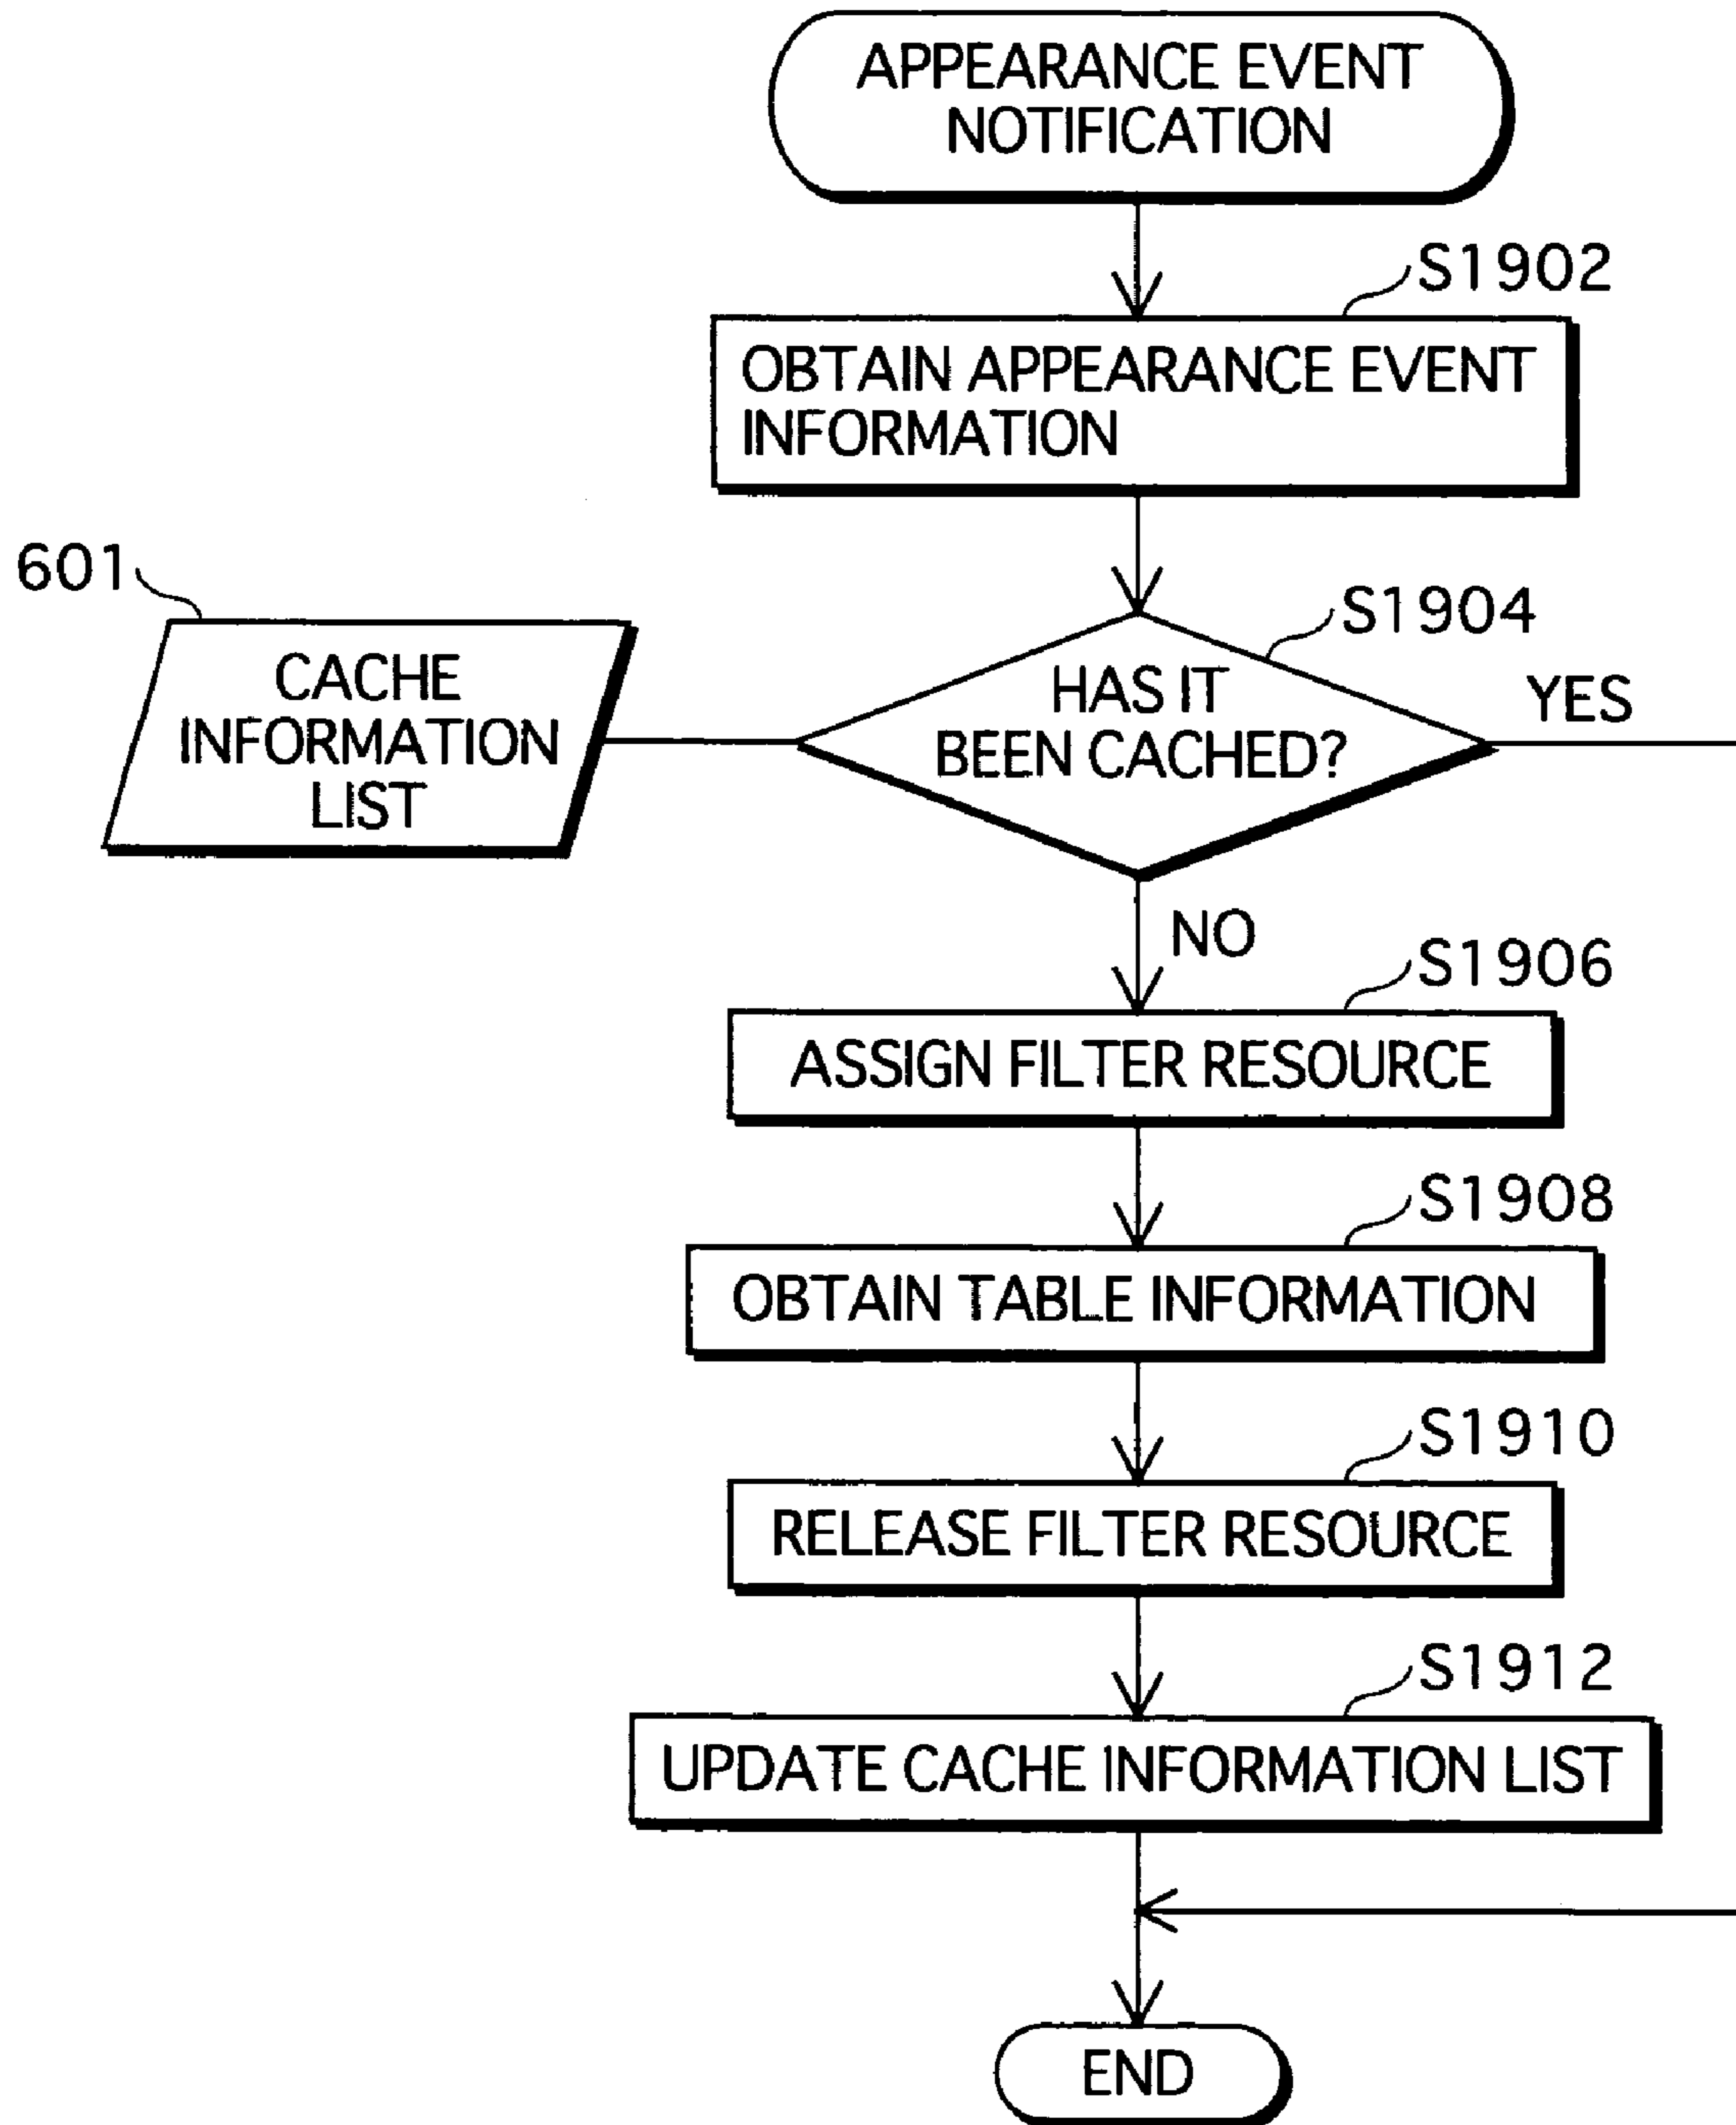 APPEARANCE EVENT
NOTIFICATION
S1902
OBTAIN APPEARANCE EVENT
INFORMATION
601
CACHE
INFORMATION
LIST
S1904
HAS IT
BEEN CACHED?
YES
NO
S1906
ASSIGN FILTER RESOURCE
S1908
OBTAIN TABLE INFORMATION
S1910
RELEASE FILTER RESOURCE
S1912
UPDATE CACHE INFORMATION LIST
END